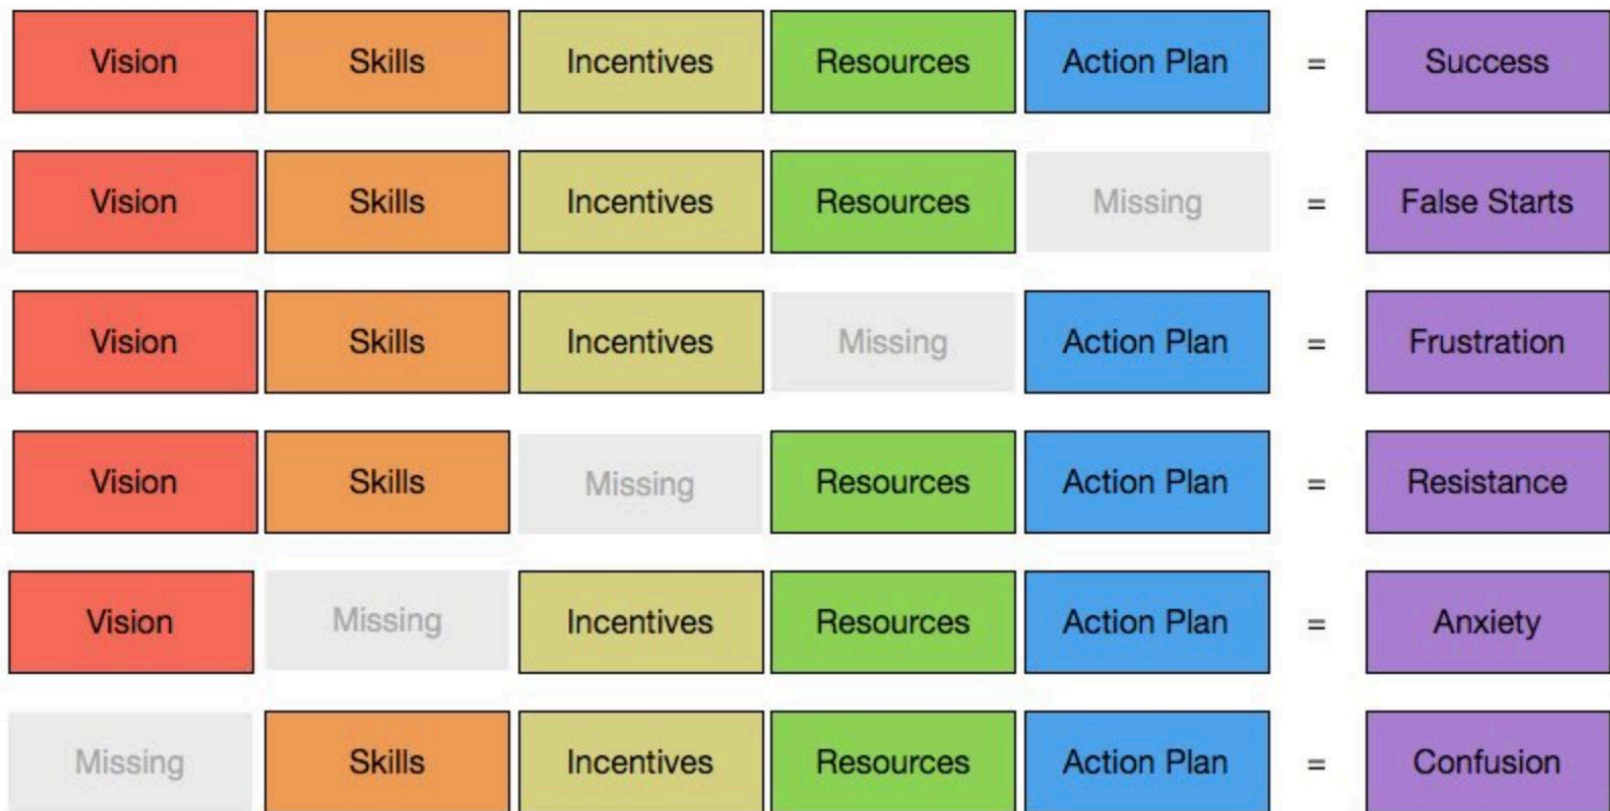 Vision Skills Incentives Resources Action Plan = Success
Vision Skills Incentives Resources Missing = False Starts
Vision Skills Incentives Missing Action Plan = Frustration
Vision Skills Missing Resources Action Plan = Resistance
Vision Missing Incentives Resources Action Plan = Anxiety
Missing Skills Incentives Resources Action Plan = Confusion